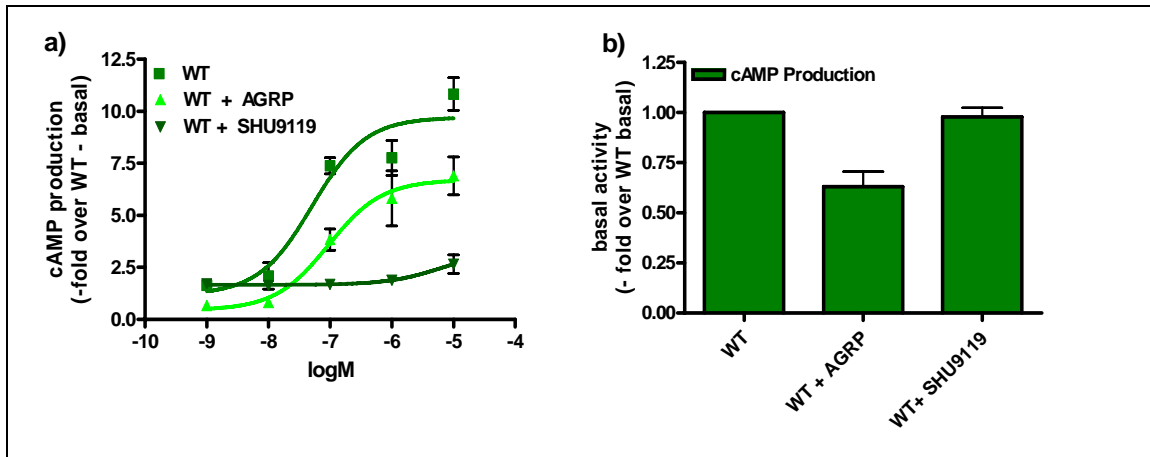 a)
12.5
10.0
7.5
5.0
2.5
0.0
cAMP production
(-fold over WT - basal)
WT
WT + AGRP
WT + SHU9119
-10 -9 -8 -7 -6 -5 -4
logM
b)
1.25
1.00
0.75
0.50
0.25
0.00
basal activity
(- fold over WT basal)
cAMP Production
WT
WT + AGRP
WT+ SHU9119